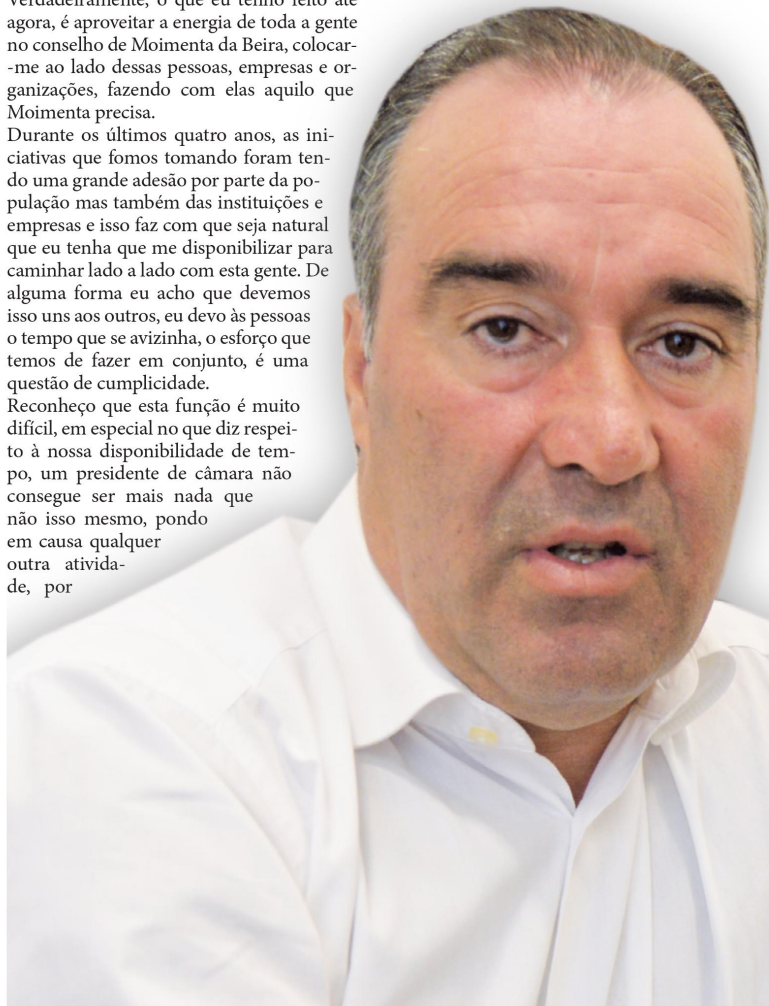 Verdadeiramente, o que eu tenho feito até
agora, é aproveitar a energia de toda a gente
no conselho de Moimenta da Beira, colocar-
-me ao lado dessas pessoas, empresas e or-
ganizações, fazendo com elas aquilo que
Moimenta precisa.
Durante os últimos quatro anos, as ini-
ciativas que fomos tomando foram ten-
do uma grande adesão por parte da po-
pulação mas também das instituições e
empresas e isso faz com que seja natural
que eu tenha que me disponibilizar para
caminhar lado a lado com esta gente. De
alguma forma eu acho que devemos
isso uns aos outros, eu devo às pessoas
o tempo que se avizinha, o esforço que
temos de fazer em conjunto, é uma
questão de cumplicidade.
Reconheço que esta função é muito
difícil, em especial no que diz respei-
to à nossa disponibilidade de tem-
po, um presidente de câmara não
consegue ser mais nada que
não isso mesmo, pondo
em causa qualquer
outra ativida-
de, por